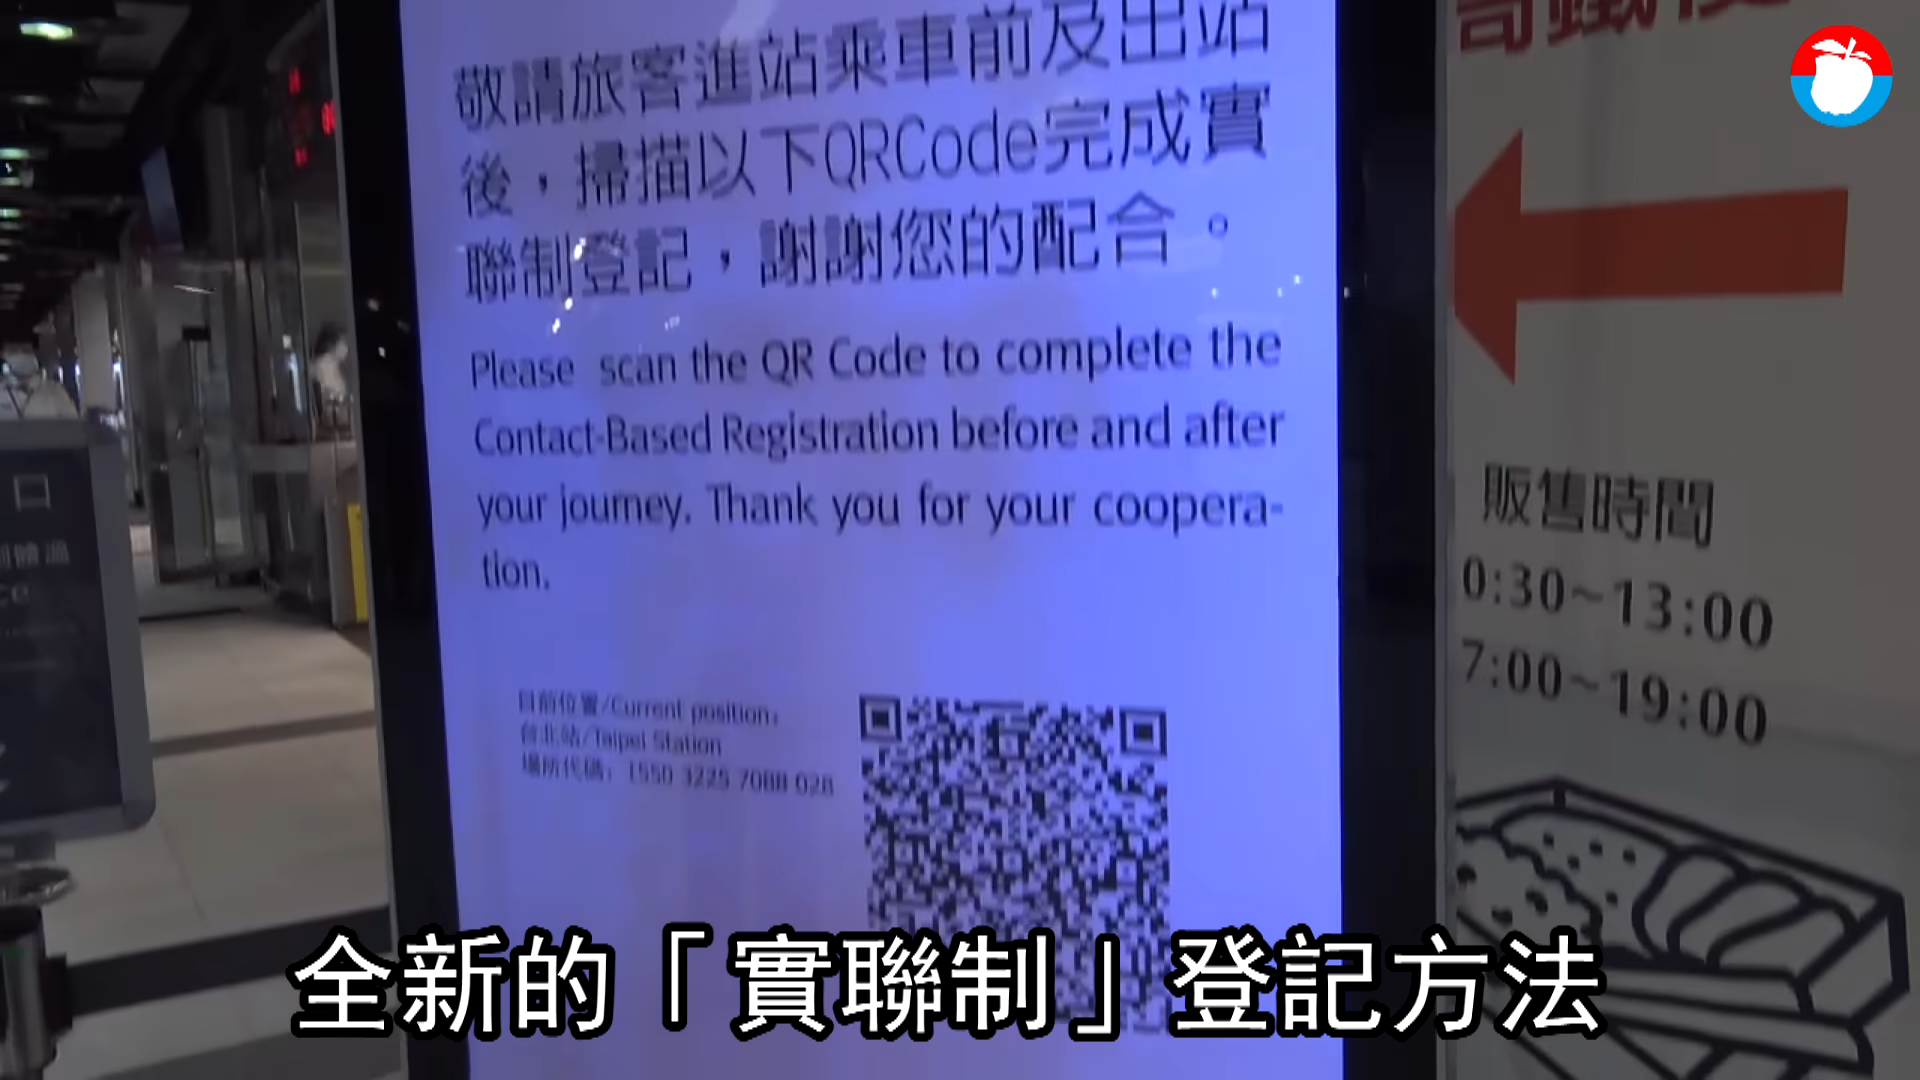 敬請旅客進站乘車前及出站
後，掃描以下QRCode完成實
聯制登記，謝謝您的配合。
Please scan the QR Code to complete the
Contact-Based Registration before and after
your journey. Thank you for your coopera-
tion.
目前位置/Current position:
台北站/Taipei Station
場所代碼: 1550 3225 7088 028
販售時間
0:30~13:00
7:00~19:00
全新的「實聯制」登記方法